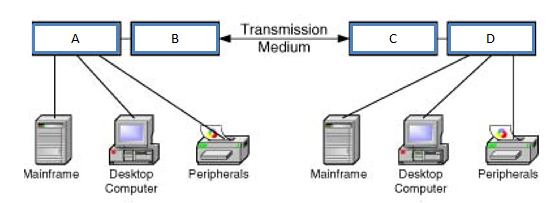 A
B
Transmission
Medium
C
D
Mainframe
Desktop
Computer
Peripherals
Mainframe
Desktop
Computer
Peripherals